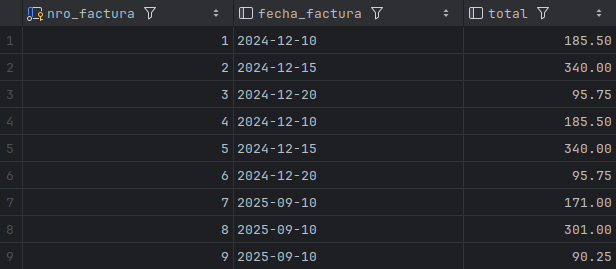 nro_factura fecha_factura total
1 1 2024-12-10 185.50
2 2 2024-12-15 340.00
3 3 2024-12-20 95.75
4 4 2024-12-10 185.50
5 5 2024-12-15 340.00
6 6 2024-12-20 95.75
7 7 2025-09-10 171.00
8 8 2025-09-10 301.00
9 9 2025-09-10 90.25